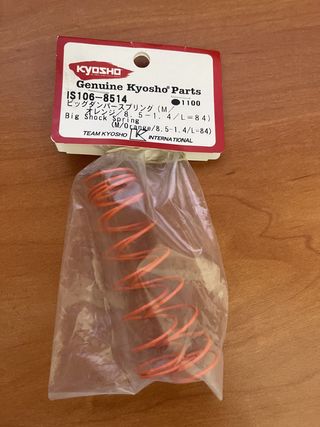 KYOSHO
Genuine Kyosho® Parts
IS106-8514
ビッグダンパースプリング(M/ ●1100
オレンジ/8.5-1.4/L=84)
Big Shock Spring
(M/Orange/8.5-1.4/L=84)
TEAM KYOSHO K INTERNATIONAL